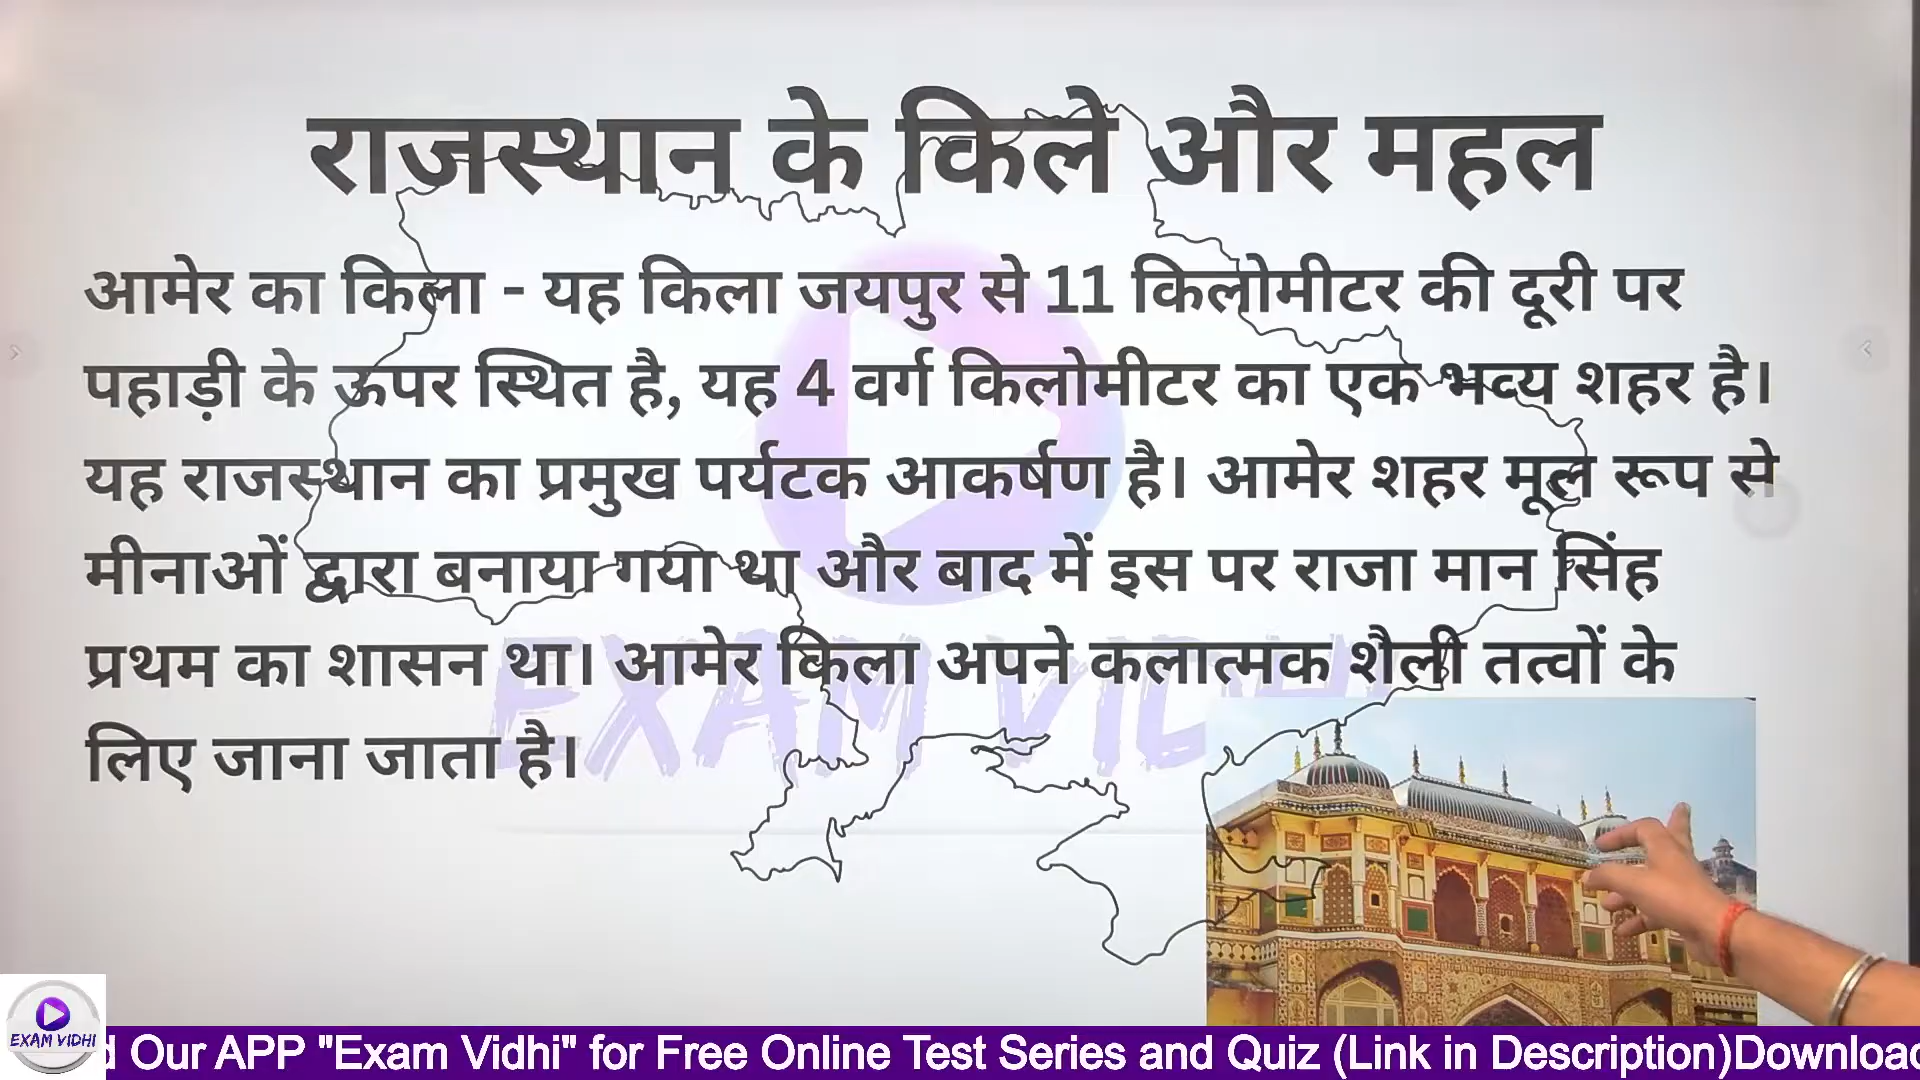 राजस्थान के किले और महल
आमेर का किला - यह किला जयपुर से 11 किलोमीटर की दूरी पर
पहाड़ी के ऊपर स्थित है, यह 4 वर्ग किलोमीटर का एक भव्य शहर है।
यह राजस्थान का प्रमुख पर्यटक आकर्षण है। आमेर शहर मूल रूप से
मीनाओं द्वारा बनाया गया था और बाद में इस पर राजा मान सिंह
प्रथम का शासन था। आमेर किला अपने कलात्मक शैली तत्वों के
लिए जाना जाता है।
EXAM VIDHI
EXAM VIDHI
d Our APP "Exam Vidhi" for Free Online Test Series and Quiz (Link in Description)Download